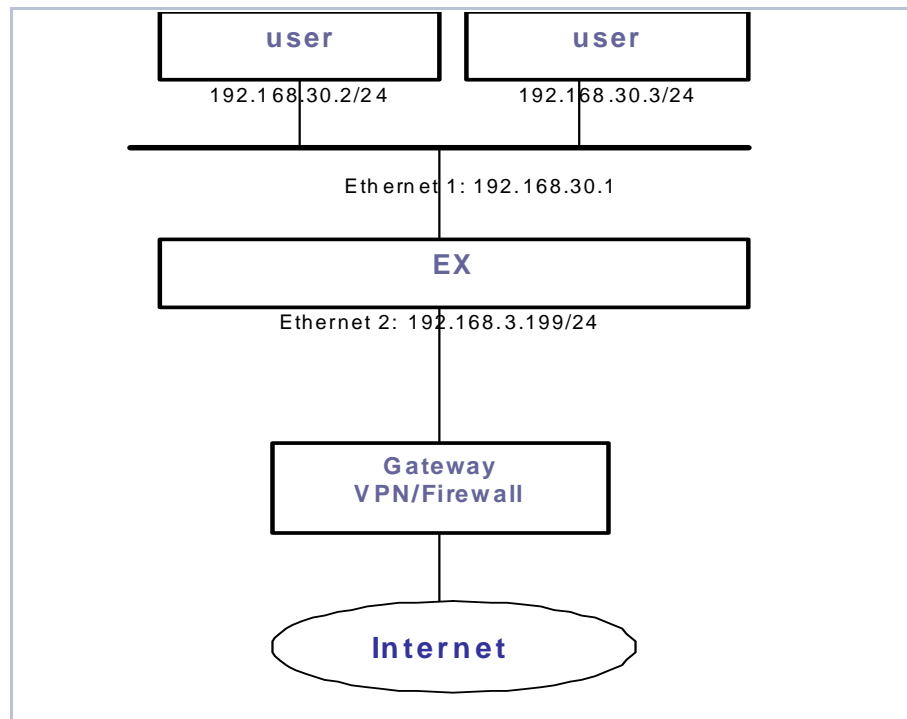 user
user
192.168.30.2/24
192.168.30.3/24
Ethernet 1: 192.168.30.1
EX
Ethernet 2: 192.168.3.199/24
Gateway
VPN/Firewall
Internet